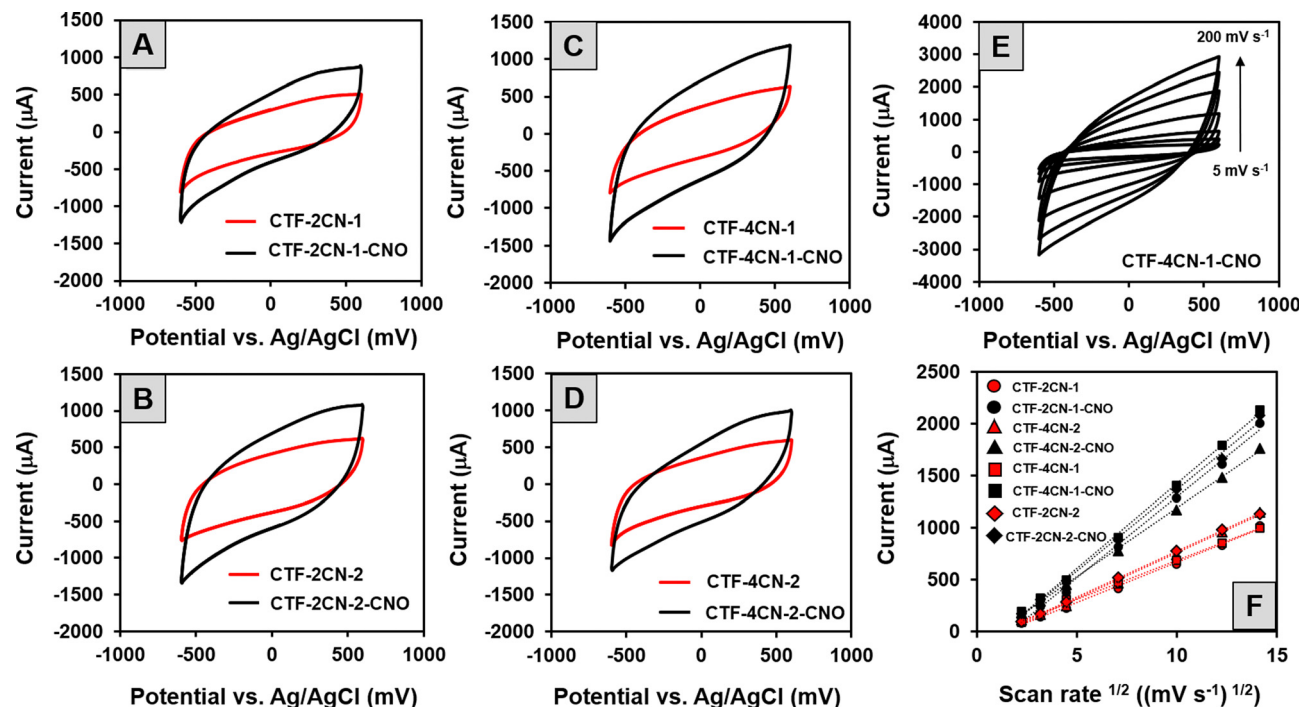 A
1500
1000
500
0
-500
-1000
-1500
-2000
-1000 -500 0 500 1000
Current (µA)
Potential vs. Ag/AgCl (mV)
CTF-2CN-1
CTF-2CN-1-CNO
C
1500
1000
500
0
-500
-1000
-1500
-2000
-1000 -500 0 500 1000
Current (µA)
Potential vs. Ag/AgCl (mV)
CTF-4CN-1
CTF-4CN-1-CNO
E
4000
3000
2000
1000
0
-1000
-2000
-3000
-4000
-1000 -500 0 500 1000
Current (µA)
Potential vs. Ag/AgCl (mV)
200 mV s-1
5 mV s-1
CTF-4CN-1-CNO
B
1500
1000
500
0
-500
-1000
-1500
-2000
-1000 -500 0 500 1000
Current (µA)
Potential vs. Ag/AgCl (mV)
CTF-2CN-2
CTF-2CN-2-CNO
D
1500
1000
500
0
-500
-1000
-1500
-2000
-1000 -500 0 500 1000
Current (µA)
Potential vs. Ag/AgCl (mV)
CTF-4CN-2
CTF-4CN-2-CNO
2500
2000
1500
1000
500
0
0 5 10 15
Current (µA)
Scan rate 1/2 ((mV s-1) 1/2)
CTF-2CN-1
CTF-2CN-1-CNO
CTF-4CN-2
CTF-4CN-2-CNO
CTF-4CN-1
CTF-4CN-1-CNO
CTF-2CN-2
CTF-2CN-2-CNO
F